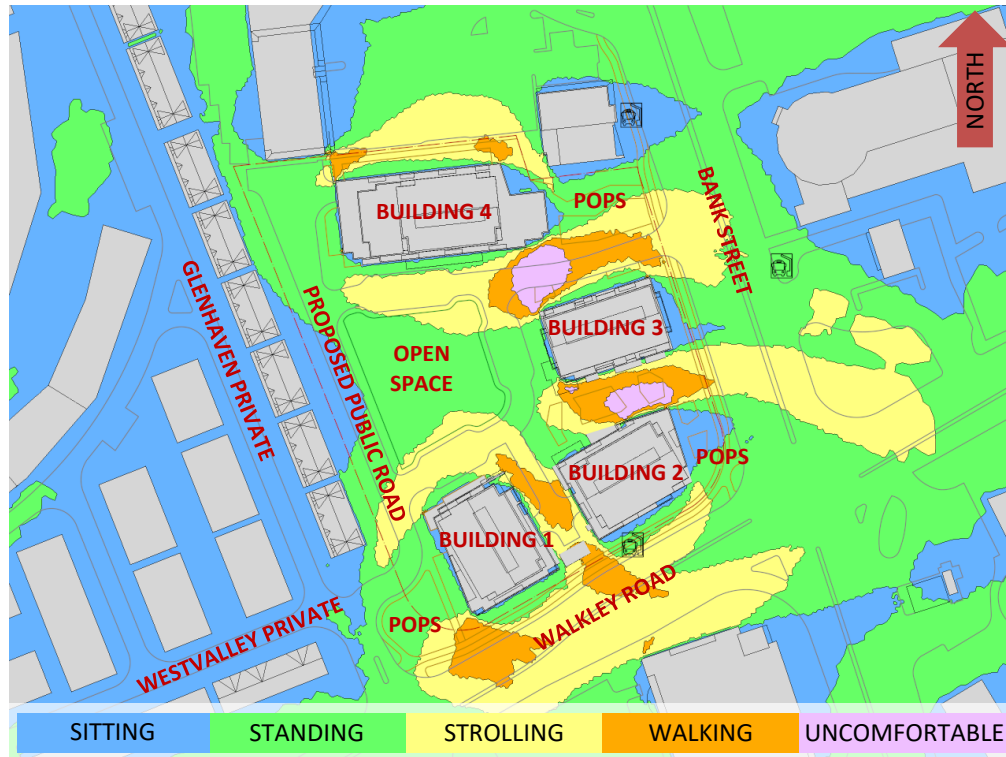 NORTH
BANK STREET
POPS
BUILDING 4
GLENHAVEN PRIVATE
PROPOSED PUBLIC ROAD
BUILDING 3
OPEN
SPACE
POPS
BUILDING 2
BUILDING 1
WALKLEY ROAD
POPS
WESTVALLEY PRIVATE
SITTING
STANDING
STROLLING
WALKING
UNCOMFORTABLE